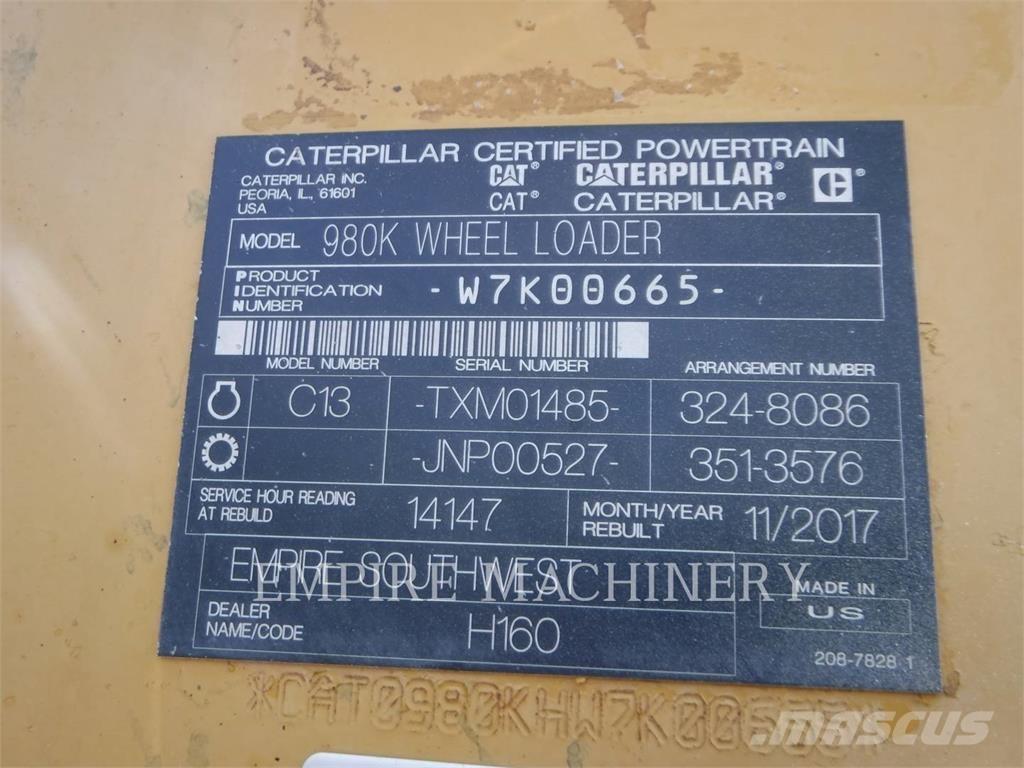 CATERPILLAR CERTIFIED POWERTRAIN
CATERPILLAR INC. CAT® CATERPILLAR® C®
PEORIA, IL, 61601
USA CAT® CATERPILLAR®
MODEL 980K WHEEL LOADER
PRODUCT
IDENTIFICATION
NUMBER -W7K00665-
MODEL NUMBER SERIAL NUMBER ARRANGEMENT NUMBER
C13 -TXM01485- 324-8086
-JNP00527- 351-3576
SERVICE HOUR READING
AT REBUILD 14147 MONTH/YEAR
REBUILT 11/2017
EMPIRE SOUTHWEST
EMPIRE MACHINERY
DEALER
NAME/CODE H160
MADE IN
US
208-7828 1
*CAT0980KHW7K00
MASCUS